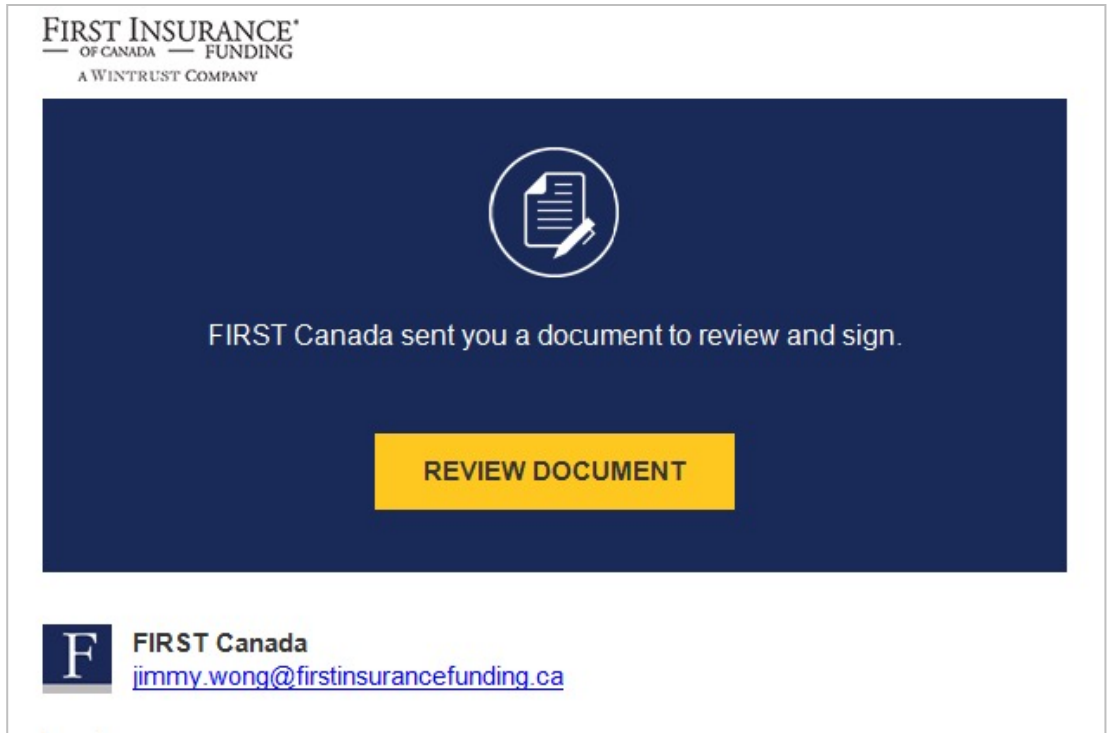 FIRST INSURANCE®
OF CANADA FUNDING
A WINTRUST COMPANY
FIRST Canada sent you a document to review and sign.
REVIEW DOCUMENT
F
FIRST Canada
jimmy.wong@firstinsurancefunding.ca